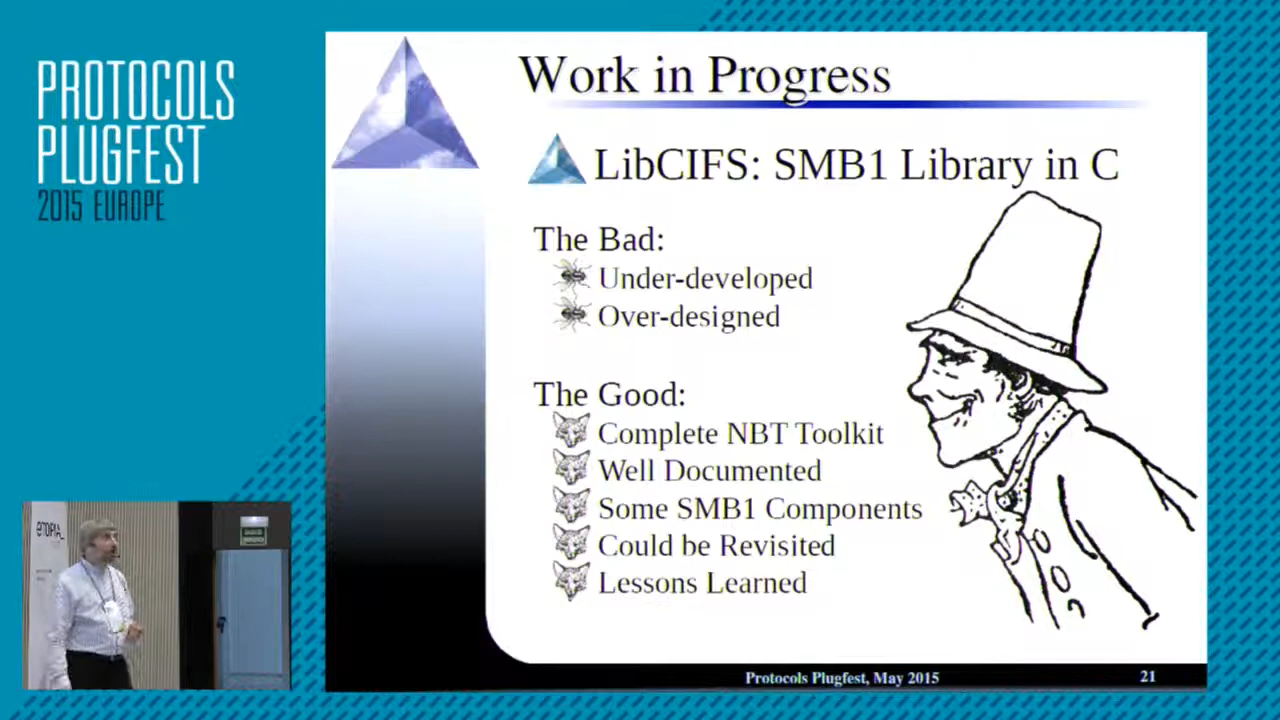 PROTOCOLS
PLUGFEST
2015 EUROPE
Work in Progress
LibCIFS: SMB1 Library in C
The Bad:
Under-developed
Over-designed
The Good:
Complete NBT Toolkit
Well Documented
Some SMB1 Components
Could be Revisited
Lessons Learned
Protocols Plugfest, May 2015
21
ETOPIA_